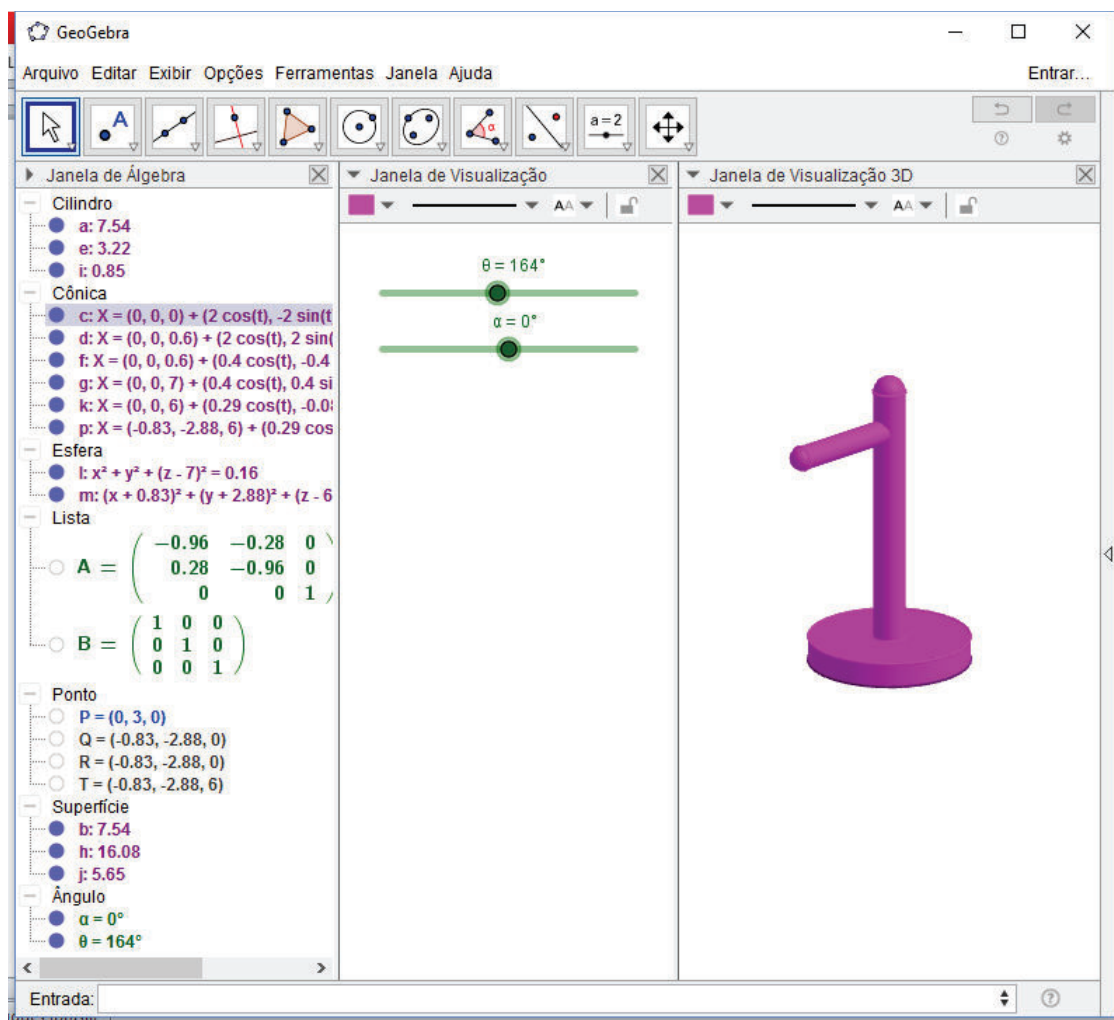 GeoGebra
Arquivo Editar Exibir Opções Ferramentas Janela Ajuda
Entrar...
A
α
a=2
Janela de Álgebra
Janela de Visualização
Janela de Visualização 3D
AA
AA
Cilindro
a: 7.54
e: 3.22
i: 0.85
Cônica
c: X = (0, 0, 0) + (2 cos(t), -2 sin(t
d: X = (0, 0, 0.6) + (2 cos(t), 2 sin(
f: X = (0, 0, 0.6) + (0.4 cos(t), -0.4
g: X = (0, 0, 7) + (0.4 cos(t), 0.4 si
k: X = (0, 0, 6) + (0.29 cos(t), -0.0
p: X = (-0.83, -2.88, 6) + (0.29 cos
Esfera
l: x² + y² + (z - 7)² = 0.16
m: (x + 0.83)² + (y + 2.88)² + (z - 6
Lista
A = ( −0.96 −0.28 0
0.28 −0.96 0
0 0 1
B = ( 1 0 0
0 1 0
0 0 1 )
Ponto
P = (0, 3, 0)
Q = (-0.83, -2.88, 0)
R = (-0.83, -2.88, 0)
T = (-0.83, -2.88, 6)
Superfície
b: 7.54
h: 16.08
j: 5.65
Ângulo
α = 0°
θ = 164°
θ = 164°
α = 0°
Entrada: